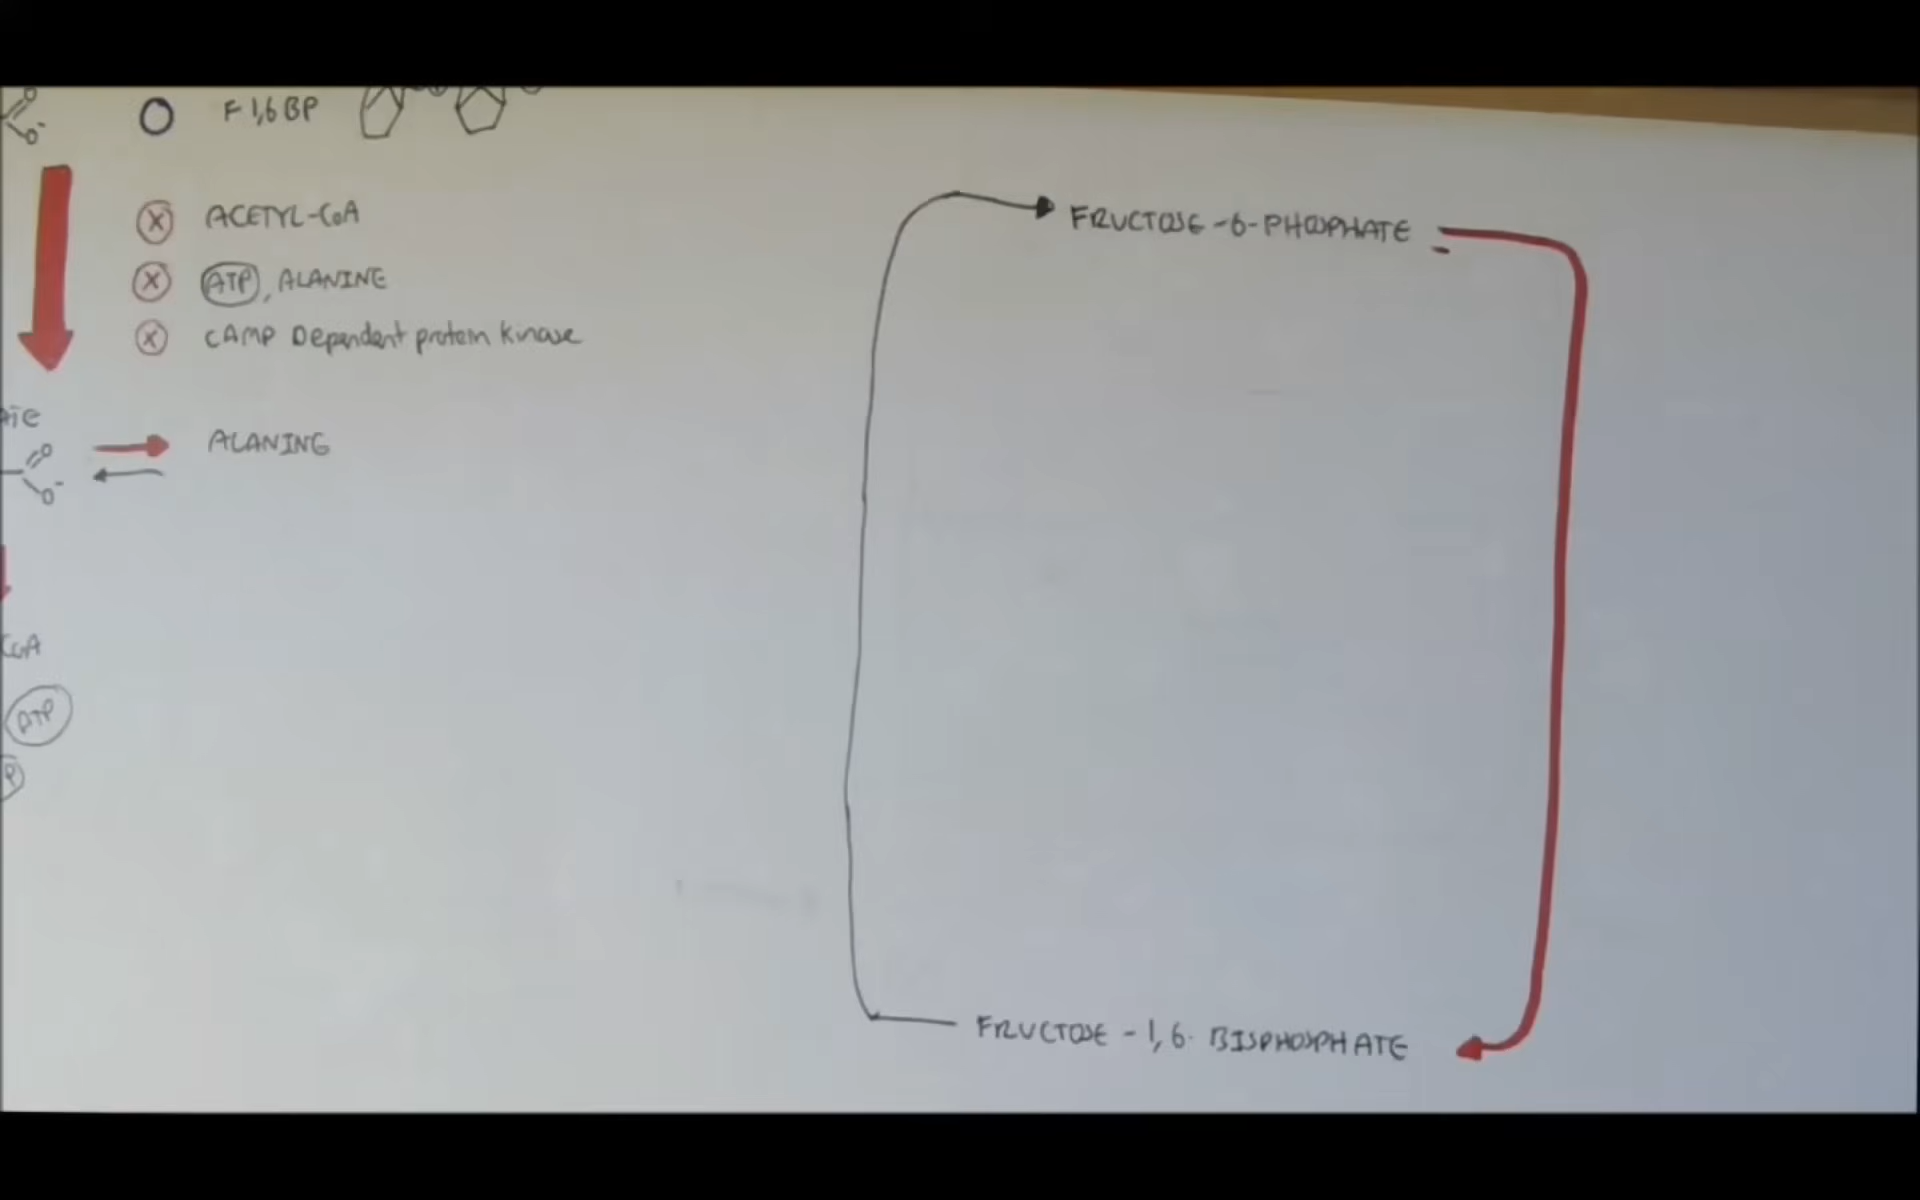 F 1,6 BP
ACETYL-CoA
ATP, ALANINE
cAMP Dependent protein kinase
ALANINE
CoA
ATP
P
FRUCTOSE-6-PHOSPHATE
FRUCTOSE-1,6-BISPHOSPHATE